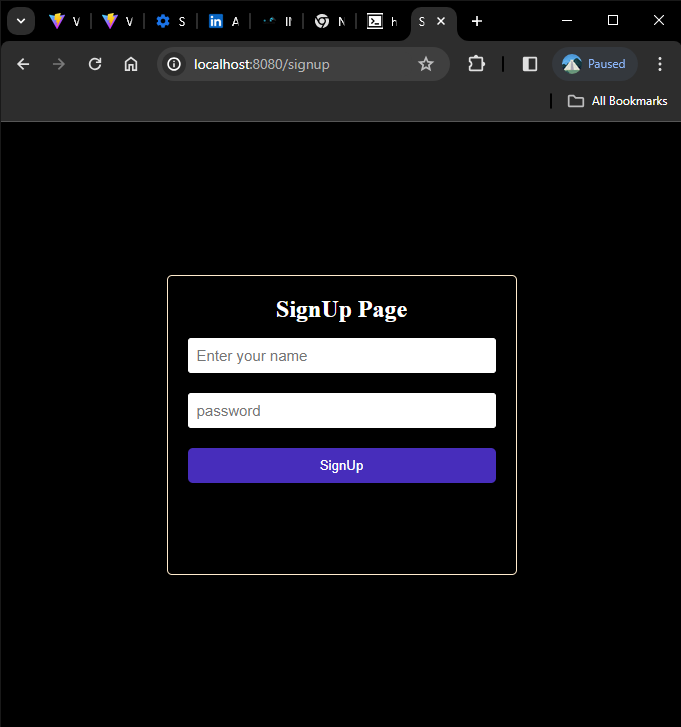 V V S A II N h S
localhost:8080/signup
Paused
All Bookmarks
SignUp Page
Enter your name
password
SignUp